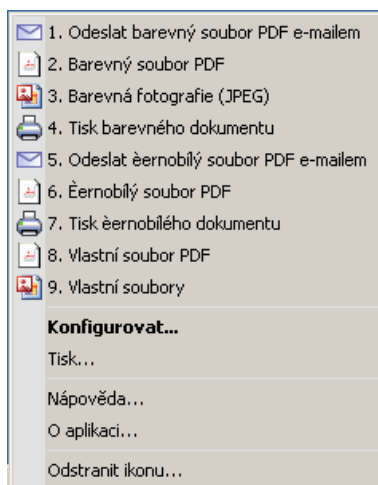 1. Odeslat barevný soubor PDF e-mailem
2. Barevný soubor PDF
3. Barevná fotografie (JPEG)
4. Tisk barevného dokumentu
5. Odeslat èernobílý soubor PDF e-mailem
6. Èernobílý soubor PDF
7. Tisk èernobílého dokumentu
8. Vlastní soubor PDF
9. Vlastní soubory
Konfigurovat...
Tisk...
Nápověda...
O aplikaci...
Odstranit ikonu...